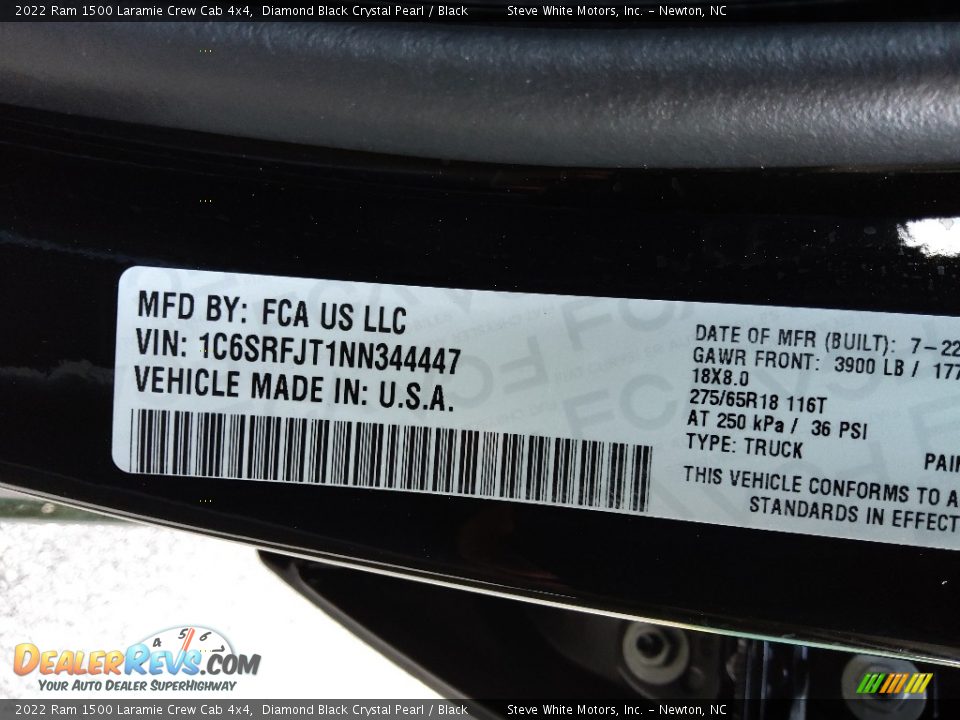 2022 Ram 1500 Laramie Crew Cab 4x4, Diamond Black Crystal Pearl / Black Steve White Motors, Inc. – Newton, NC
MFD BY: FCA US LLC
VIN: 1C6SRFJT1NN344447
VEHICLE MADE IN: U.S.A.
DATE OF MFR (BUILT): 7-22
GAWR FRONT: 3900 LB / 177
18X8.0
275/65R18 116T
AT 250 kPa / 36 PSI
TYPE: TRUCK
PAI
THIS VEHICLE CONFORMS TO A
STANDARDS IN EFFECT
4 5 6
DEALERREVS.COM
YOUR AUTO DEALER SUPERHIGHWAY
2022 Ram 1500 Laramie Crew Cab 4x4, Diamond Black Crystal Pearl / Black Steve White Motors, Inc. – Newton, NC